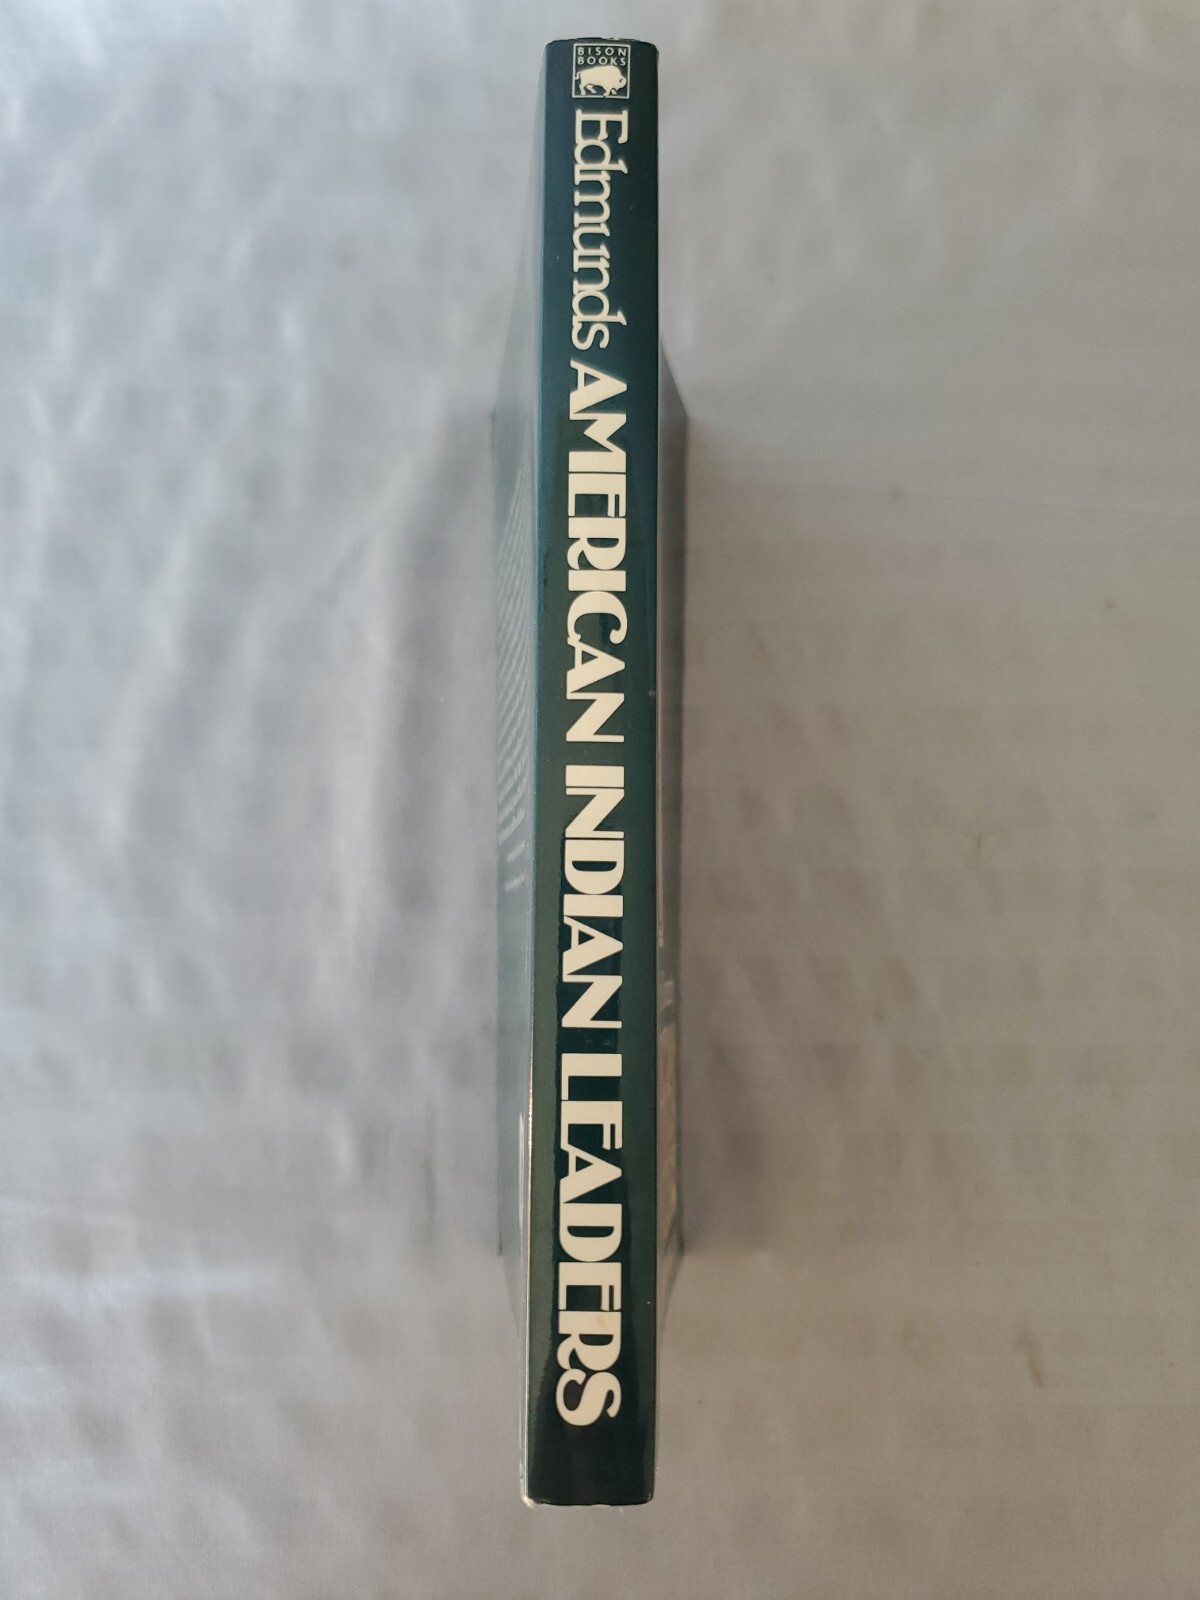 BISON
BOOKS
Edmunds AMERICAN INDIAN LEADERS